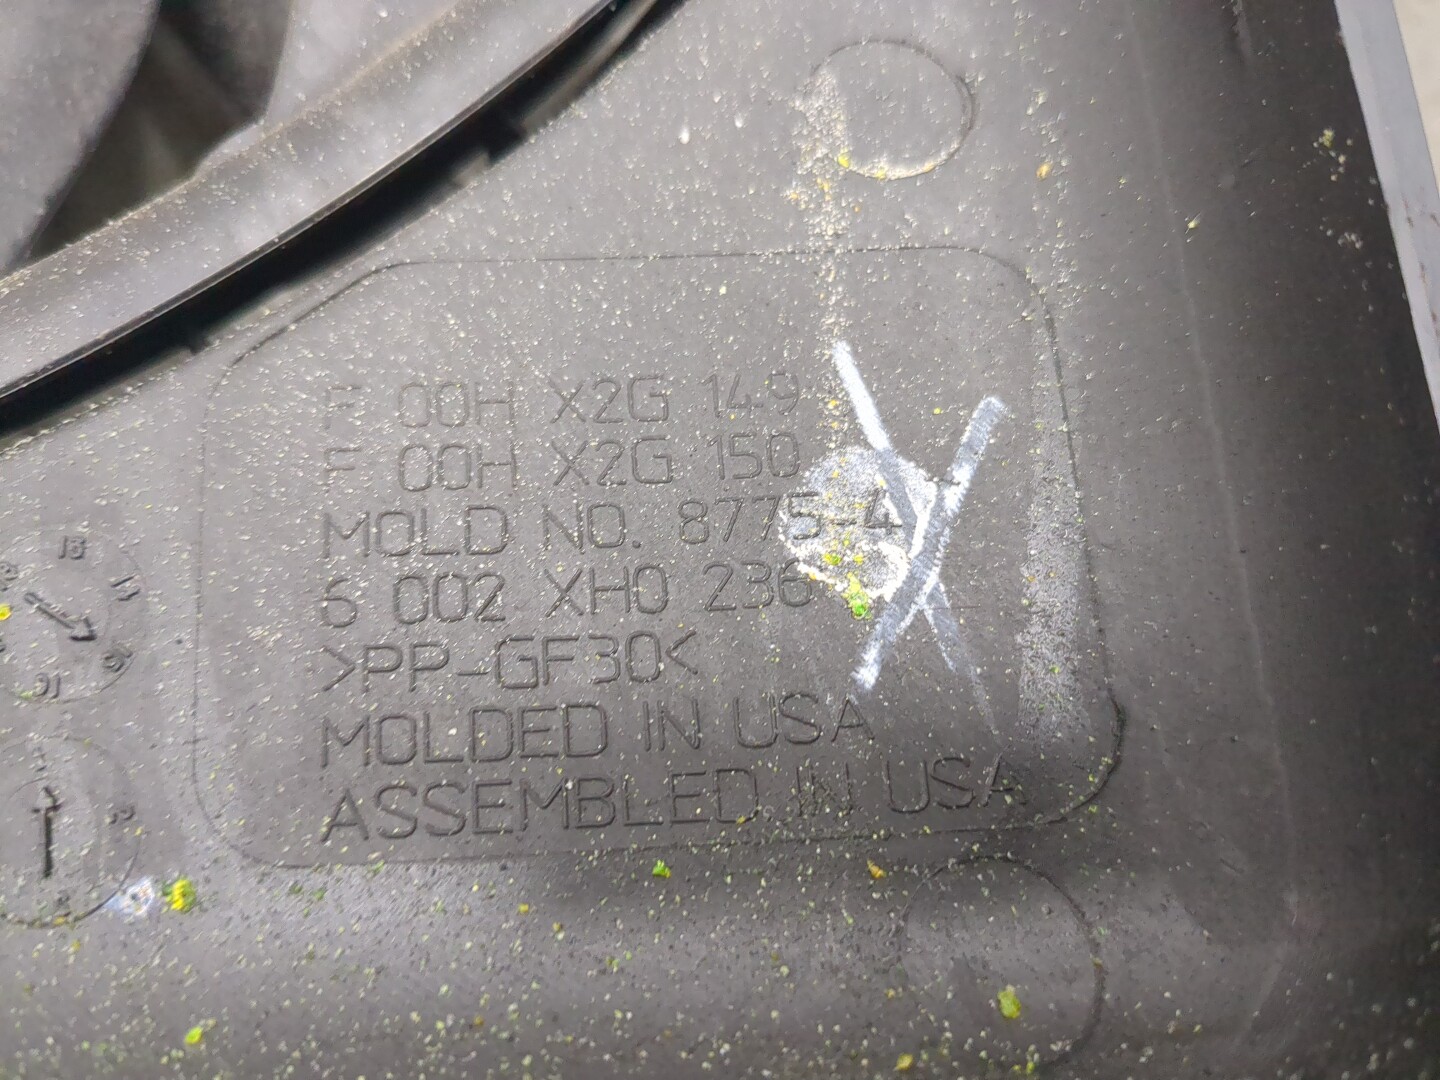 F 00H X2G 149
F 00H X2G 150
MOLD NO. 8775-4
6 002 XH0 236
>PP-GF30<
MOLDED IN USA
ASSEMBLED IN USA